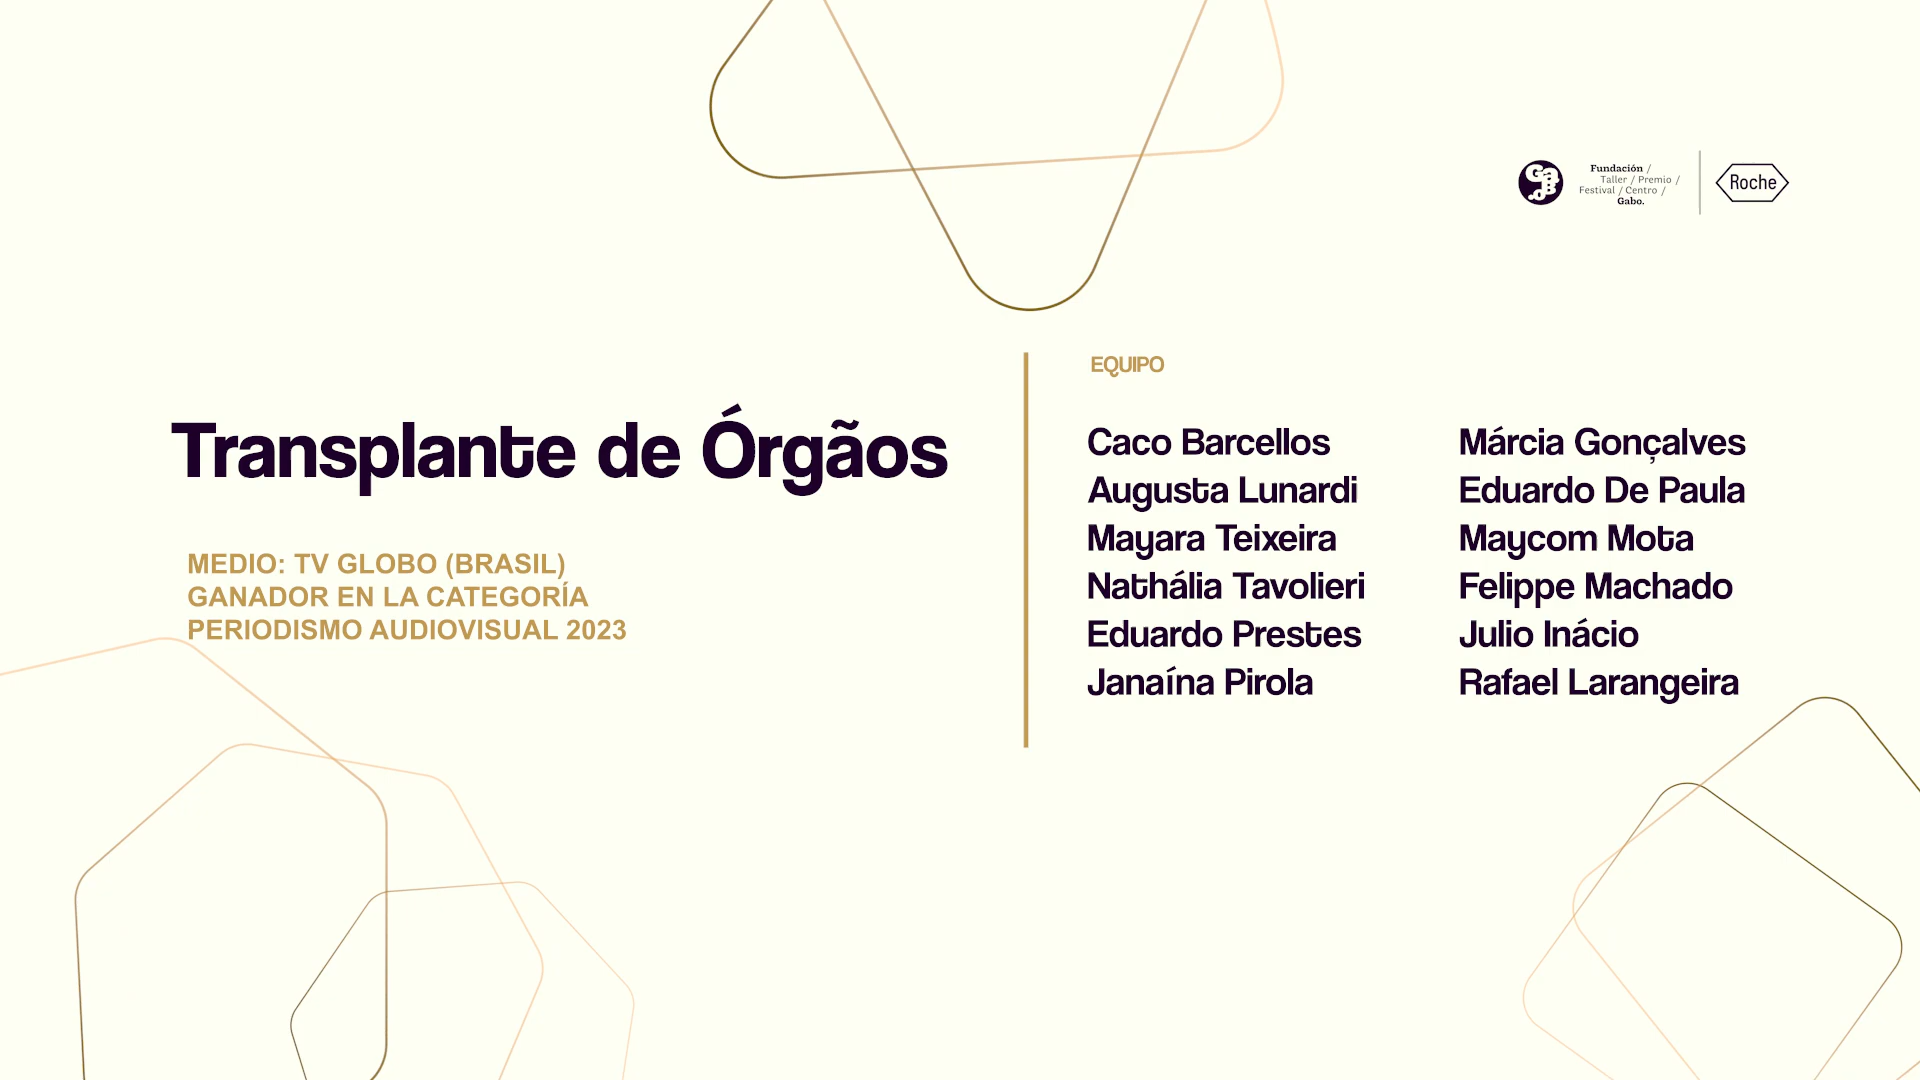 Fundación /
Taller / Premio /
Festival / Centro /
Gabo.
Roche
Transplante de Órgãos
MEDIO: TV GLOBO (BRASIL)
GANADOR EN LA CATEGORÍA
PERIODISMO AUDIOVISUAL 2023
EQUIPO
Caco Barcellos
Augusta Lunardi
Mayara Teixeira
Nathália Tavolieri
Eduardo Prestes
Janaína Pirola
Márcia Gonçalves
Eduardo De Paula
Maycom Mota
Felippe Machado
Julio Inácio
Rafael Larangeira